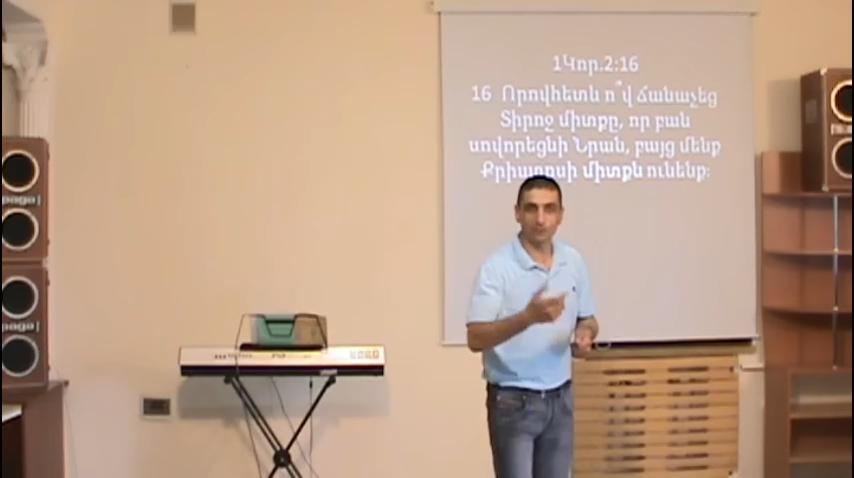 1Կոր.2:16
16 Որովհետև ո՞վ ճանաչեց
Տիրոջ միտքը, որ բան
սովորեցնի Նրան, բայց մենք
Քրիստոսի միտքն ունենք: